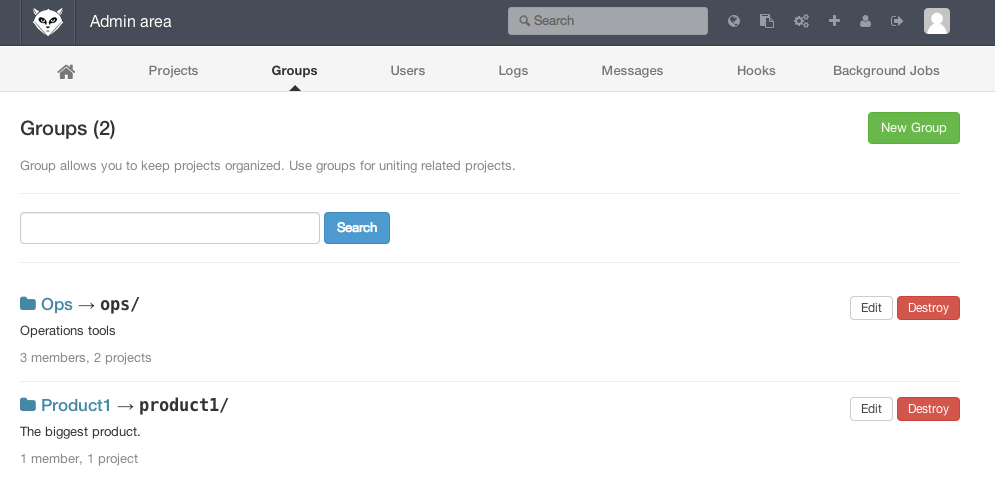 Admin area Search
Projects Groups Users Logs Messages Hooks Background Jobs
Groups (2) New Group
Group allows you to keep projects organized. Use groups for uniting related projects.
Search
Ops → ops/ Edit Destroy
Operations tools
3 members, 2 projects
Product1 → product1/ Edit Destroy
The biggest product.
1 member, 1 project